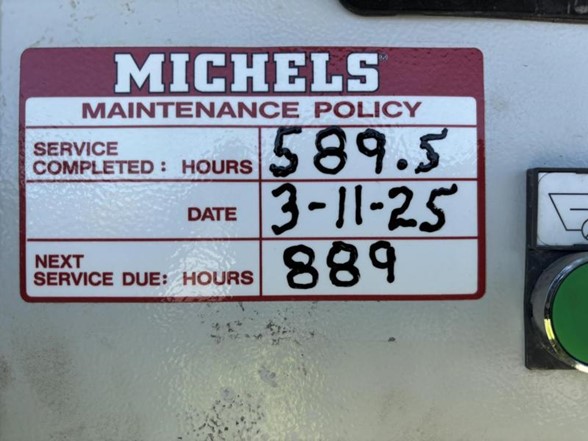 MICHELS
MAINTENANCE POLICY
SERVICE
COMPLETED: HOURS 589.5
DATE 3-11-25
NEXT
SERVICE DUE: HOURS 889